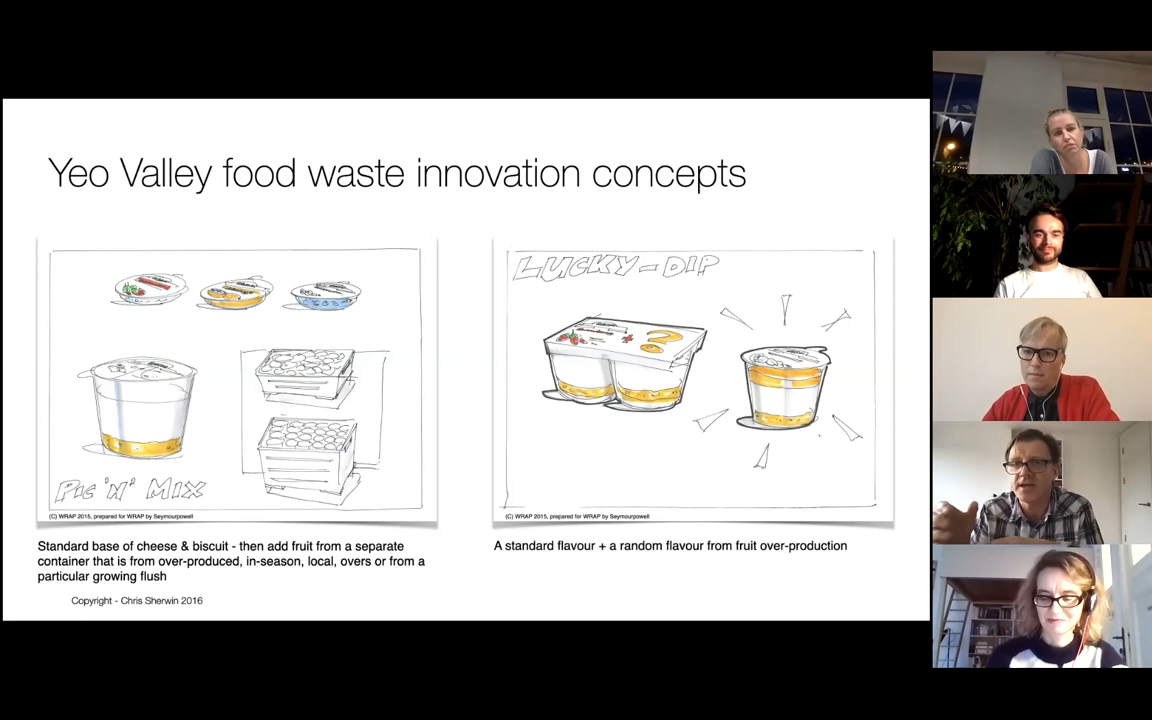 Yeo Valley food waste innovation concepts
PIC 'N' MIX
(C) WRAP 2015, prepared for WRAP by Seymourpowell
Standard base of cheese & biscuit - then add fruit from a separate
container that is from over-produced, in-season, local, overs or from a
particular growing flush
Copyright - Chris Sherwin 2016
LUCKY-DIP
+ ?
(C) WRAP 2015, prepared for WRAP by Seymourpowell
A standard flavour + a random flavour from fruit over-production